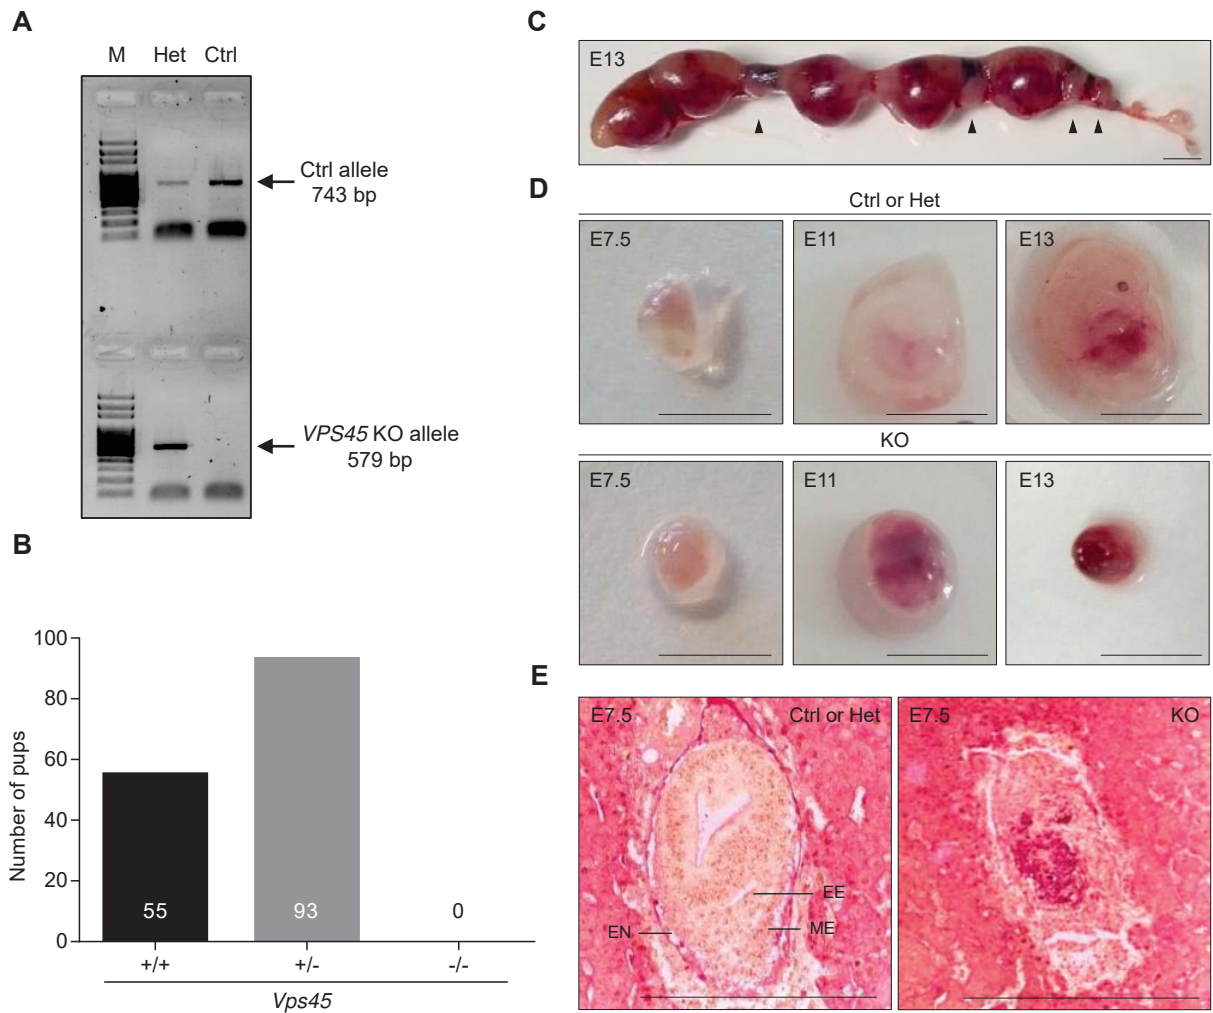 A
M Het Ctrl
Ctrl allele
743 bp
VPS45 KO allele
579 bp
B
Number of pups
100
80
60
40
20
0
55
93
0
+/+
+/-
-/-
Vps45
C
E13
D
Ctrl or Het
E7.5
E11
E13
KO
E7.5
E11
E13
E
E7.5
Ctrl or Het
EE
EN
ME
E7.5
KO